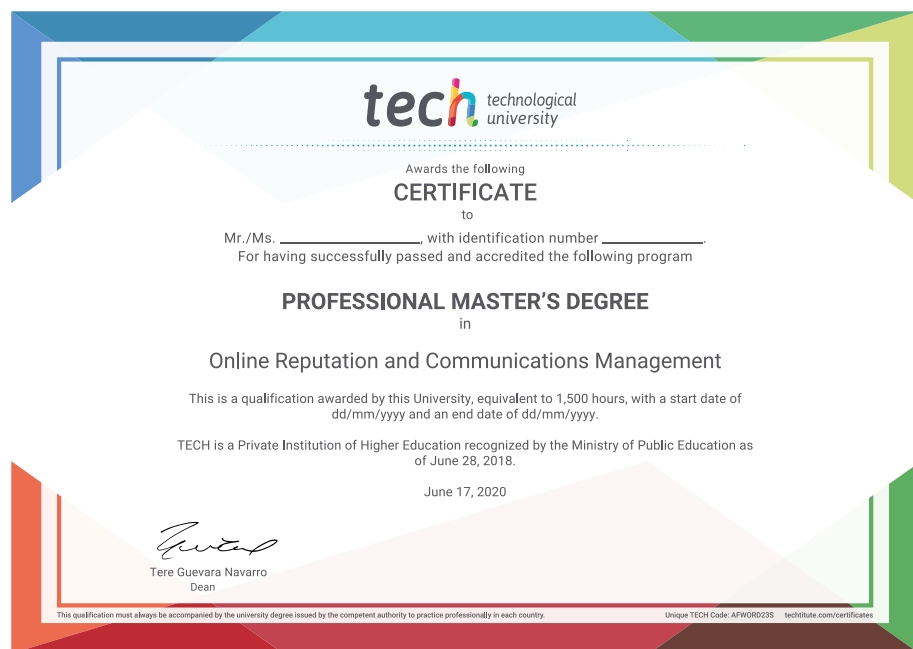 tech technological
university
Awards the following
CERTIFICATE
to
Mr./Ms. ____________________, with identification number ______________.
For having successfully passed and accredited the following program
PROFESSIONAL MASTER'S DEGREE
in
Online Reputation and Communications Management
This is a qualification awarded by this University, equivalent to 1,500 hours, with a start date of
dd/mm/yyyy and an end date of dd/mm/yyyy.
TECH is a Private Institution of Higher Education recognized by the Ministry of Public Education as
of June 28, 2018.
June 17, 2020
Tere Guevara Navarro
Dean
This qualification must always be accompanied by the university degree issued by the competent authority to practice professionally in each country.
Unique TECH Code: AFWORD23S techtitute.com/certificates